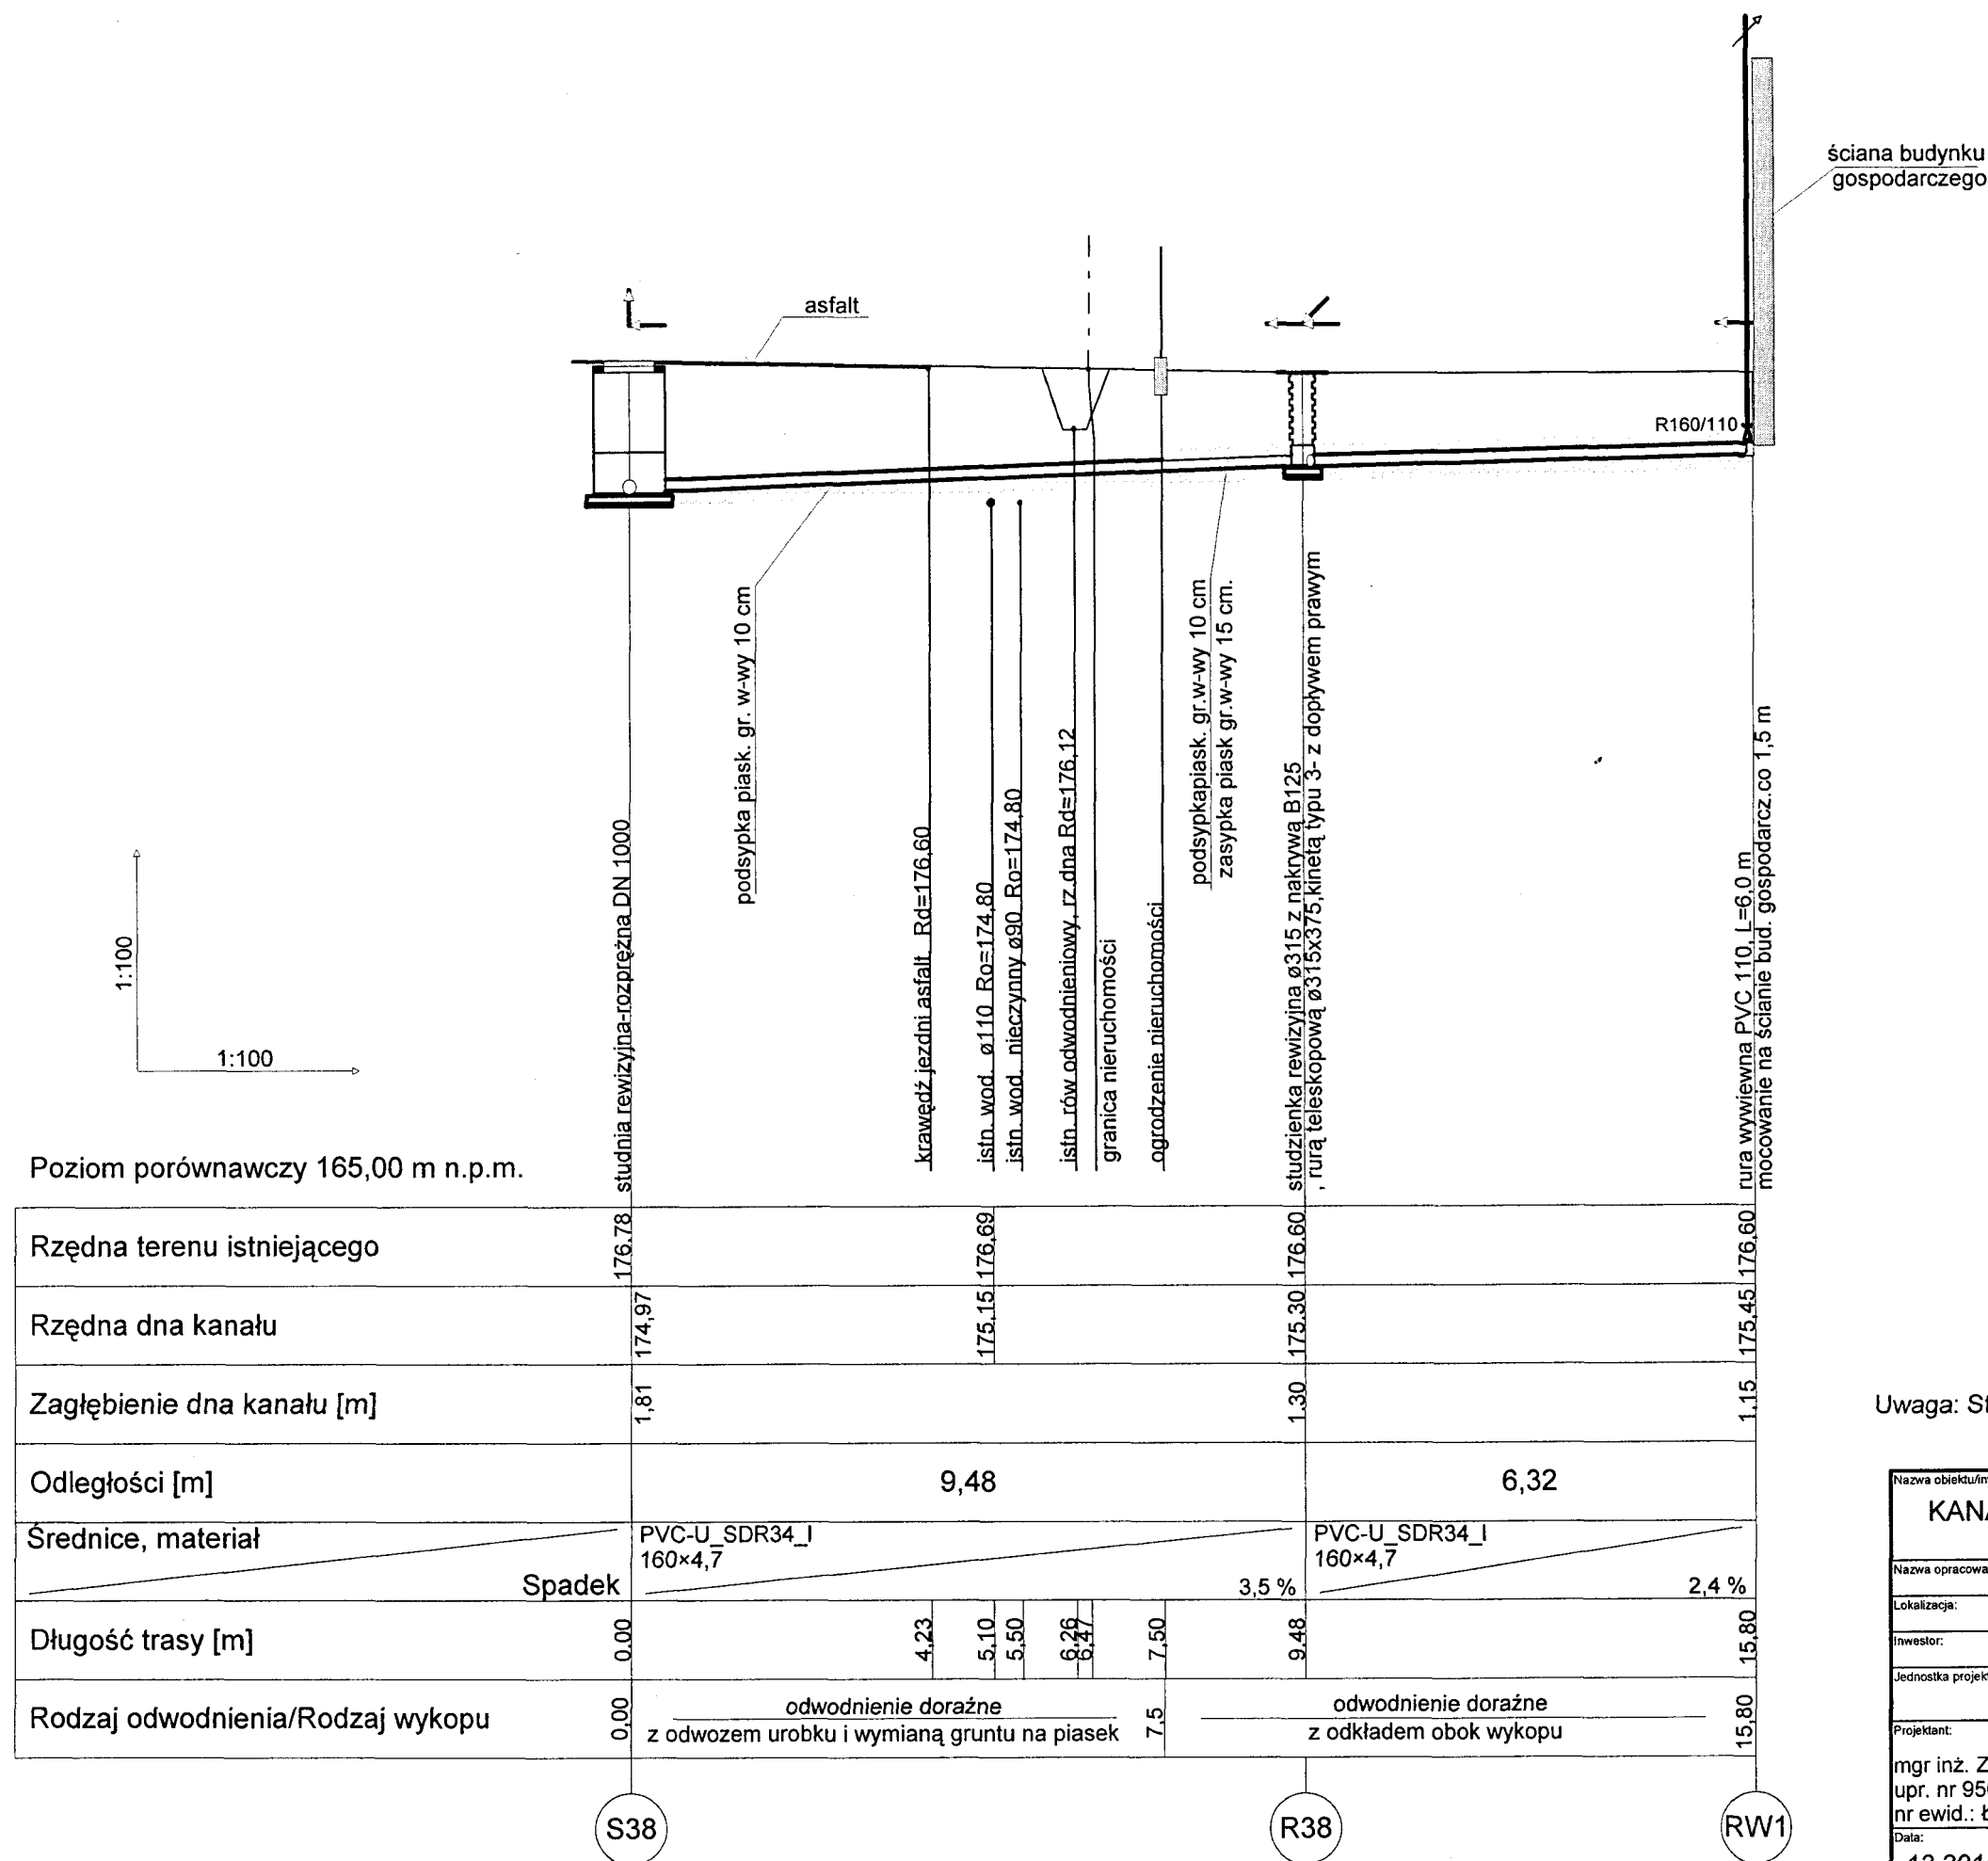 ściana budynku
gospodarczego
asfalt
R160/110
podsypka piask. gr. w-wy 10 cm
podsypkapiask. gr.w-wy 10 cm
zasypka piask gr.w-wy 15 cm.
studnia rewizyjna-rozprężna DN 1000
krawędź jezdni asfalt. Rd=176,60
istn. wod. ø110 Ro=174,80
istn. wod. nieczynny ø90 Ro=174,80
istn. rów odwodnieniowy, rz.dna Rd=176,12
granica nieruchomości
ogrodzenie nieruchomości
studzienka rewizyjna ø315 z nakrywą B125
, rurą teleskopową ø315x375,kinetą typu 3- z dopływem prawym
rura wywiewna PVC 110, L=6,0 m
mocowanie na ścianie bud. gospodarcz.co 1,5 m
1:100
1:100
Poziom porównawczy 165,00 m n.p.m.
Rzędna terenu istniejącego 176,78 176,69 176,60 176,60
Rzędna dna kanału 174,97 175,15 175,30 175,45
Zagłębienie dna kanału [m] 1,81 1,30 1,15
Odległości [m] 9,48 6,32
Średnice, materiał PVC-U_SDR34_I PVC-U_SDR34_I
160×4,7 160×4,7
Spadek 3,5 % 2,4 %
Długość trasy [m] 0,00 4,23 5,10 5,50 6,26 6,47 7,50 9,48 15,80
Rodzaj odwodnienia/Rodzaj wykopu 0,00 7,5 15,80
odwodnienie doraźne
z odwozem urobku i wymianą gruntu na piasek
odwodnienie doraźne
z odkładem obok wykopu
S38 R38 RW1
Uwaga:
Nazwa obiektu/in
KANA
Nazwa opracowa
Lokalizacja:
Inwestor:
Jednostka projek
Projektant:
mgr inż. Z
upr. nr 95
nr ewid.:
Data: